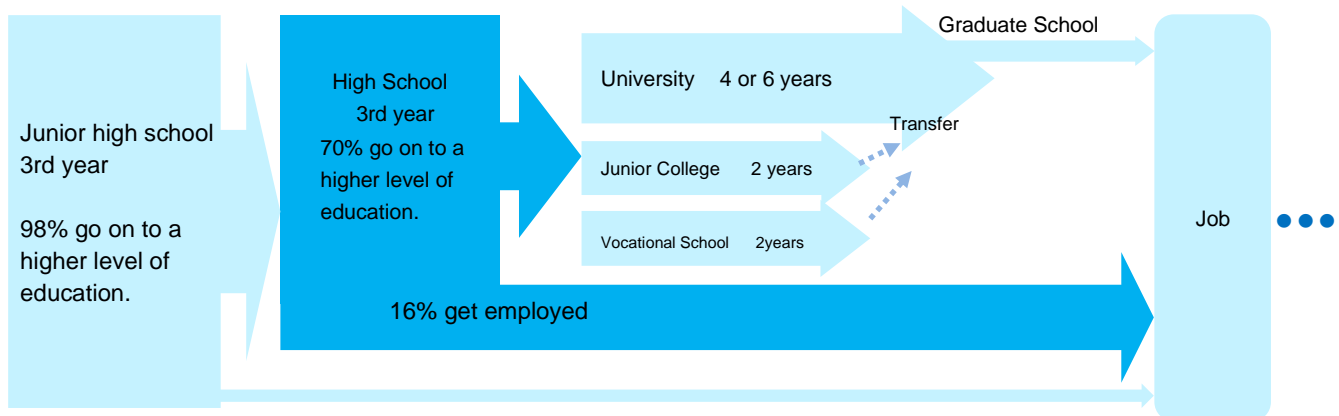 Junior high school
3rd year
98% go on to a
higher level of
education.
High School
3rd year
70% go on to a
higher level of
education.
16% get employed
University 4 or 6 years
Junior College 2 years
Vocational School 2years
Graduate School
Transfer
Job